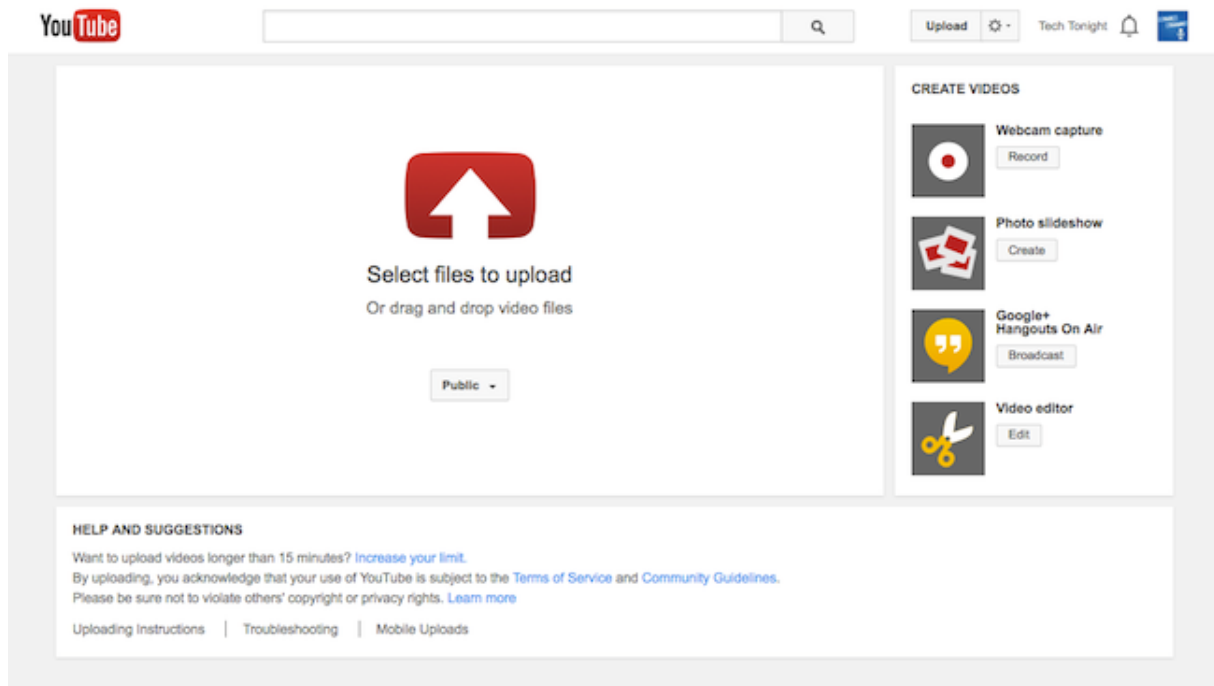 YouTube
Upload
Tech Tonight
Select files to upload
Or drag and drop video files
Public
CREATE VIDEOS
Webcam capture
Record
Photo slideshow
Create
Google+
Hangouts On Air
Broadcast
Video editor
Edit
HELP AND SUGGESTIONS
Want to upload videos longer than 15 minutes? Increase your limit.
By uploading, you acknowledge that your use of YouTube is subject to the Terms of Service and Community Guidelines.
Please be sure not to violate others' copyright or privacy rights. Learn more
Uploading Instructions | Troubleshooting | Mobile Uploads